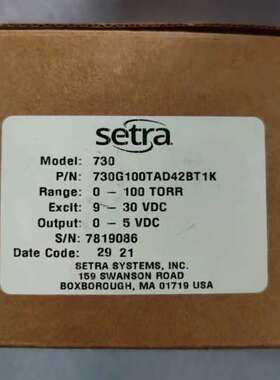 setra
Model: 730
P/N: 730G100TAD42BT1K
Range: 0 - 100 TORR
Excit: 9 - 30 VDC
Output: 0 - 5 VDC
S/N: 7819086
Date Code: 29 21
SETRA SYSTEMS, INC.
159 SWANSON ROAD
BOXBOROUGH, MA 01719 USA